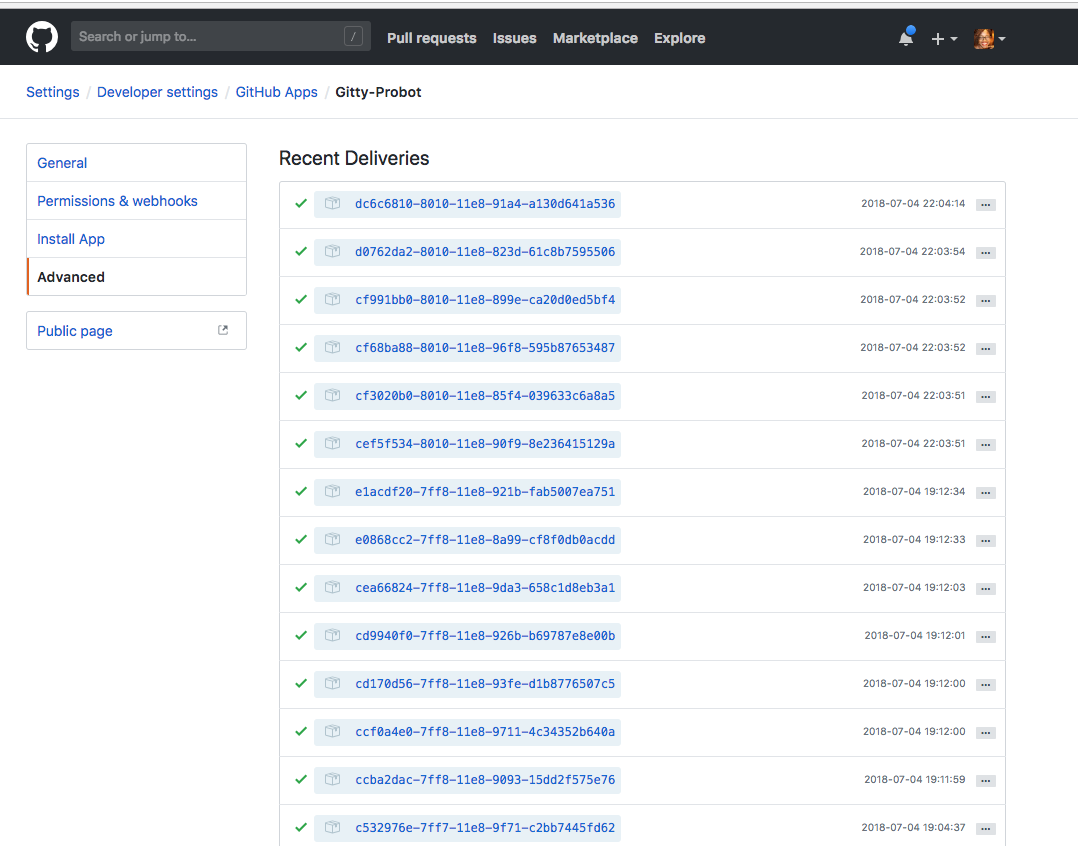 Search or jump to... / Pull requests Issues Marketplace Explore
Settings / Developer settings / GitHub Apps / Gitty-Probot
General
Permissions & webhooks
Install App
Advanced
Public page
Recent Deliveries
dc6c6810-8010-11e8-91a4-a130d641a536 2018-07-04 22:04:14
d0762da2-8010-11e8-823d-61c8b7595506 2018-07-04 22:03:54
cf991bb0-8010-11e8-899e-ca20d0ed5bf4 2018-07-04 22:03:52
cf68ba88-8010-11e8-96f8-595b87653487 2018-07-04 22:03:52
cf3020b0-8010-11e8-85f4-039633c6a8a5 2018-07-04 22:03:51
cef5f534-8010-11e8-90f9-8e236415129a 2018-07-04 22:03:51
e1acdf20-7ff8-11e8-921b-fab5007ea751 2018-07-04 19:12:34
e0868cc2-7ff8-11e8-8a99-cf8f0db0acdd 2018-07-04 19:12:33
cea66824-7ff8-11e8-9da3-658c1d8eb3a1 2018-07-04 19:12:03
cd9940f0-7ff8-11e8-926b-b69787e8e00b 2018-07-04 19:12:01
cd170d56-7ff8-11e8-93fe-d1b8776507c5 2018-07-04 19:12:00
ccf0a4e0-7ff8-11e8-9711-4c34352b640a 2018-07-04 19:12:00
ccba2dac-7ff8-11e8-9093-15dd2f575e76 2018-07-04 19:11:59
c532976e-7ff7-11e8-9f71-c2bb7445fd62 2018-07-04 19:04:37